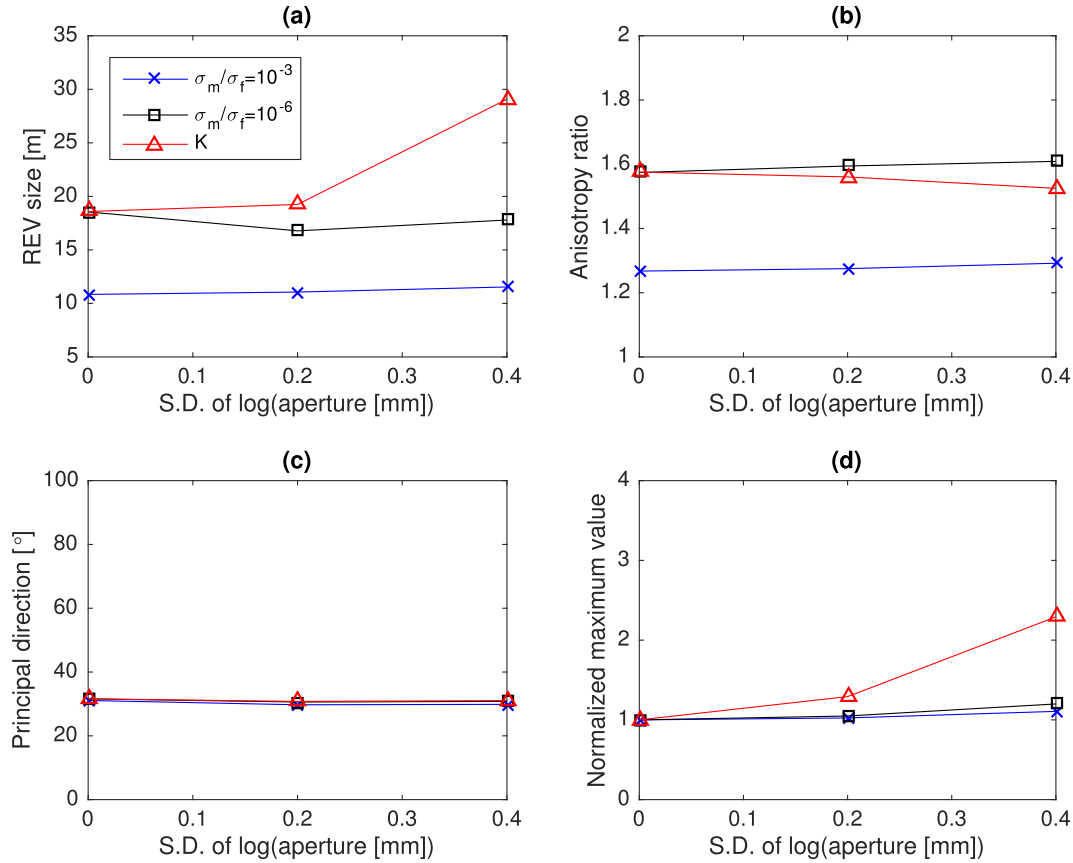 (a)
35
30
25
20
15
10
5
REV size [m]
σm/σf=10-3
σm/σf=10-6
K
0 0.1 0.2 0.3 0.4
S.D. of log(aperture [mm])
(b)
2
1.8
1.6
1.4
1.2
1
Anisotropy ratio
0 0.1 0.2 0.3 0.4
S.D. of log(aperture [mm])
(c)
100
80
60
40
20
0
Principal direction [°]
0 0.1 0.2 0.3 0.4
S.D. of log(aperture [mm])
(d)
4
3
2
1
0
Normalized maximum value
0 0.1 0.2 0.3 0.4
S.D. of log(aperture [mm])